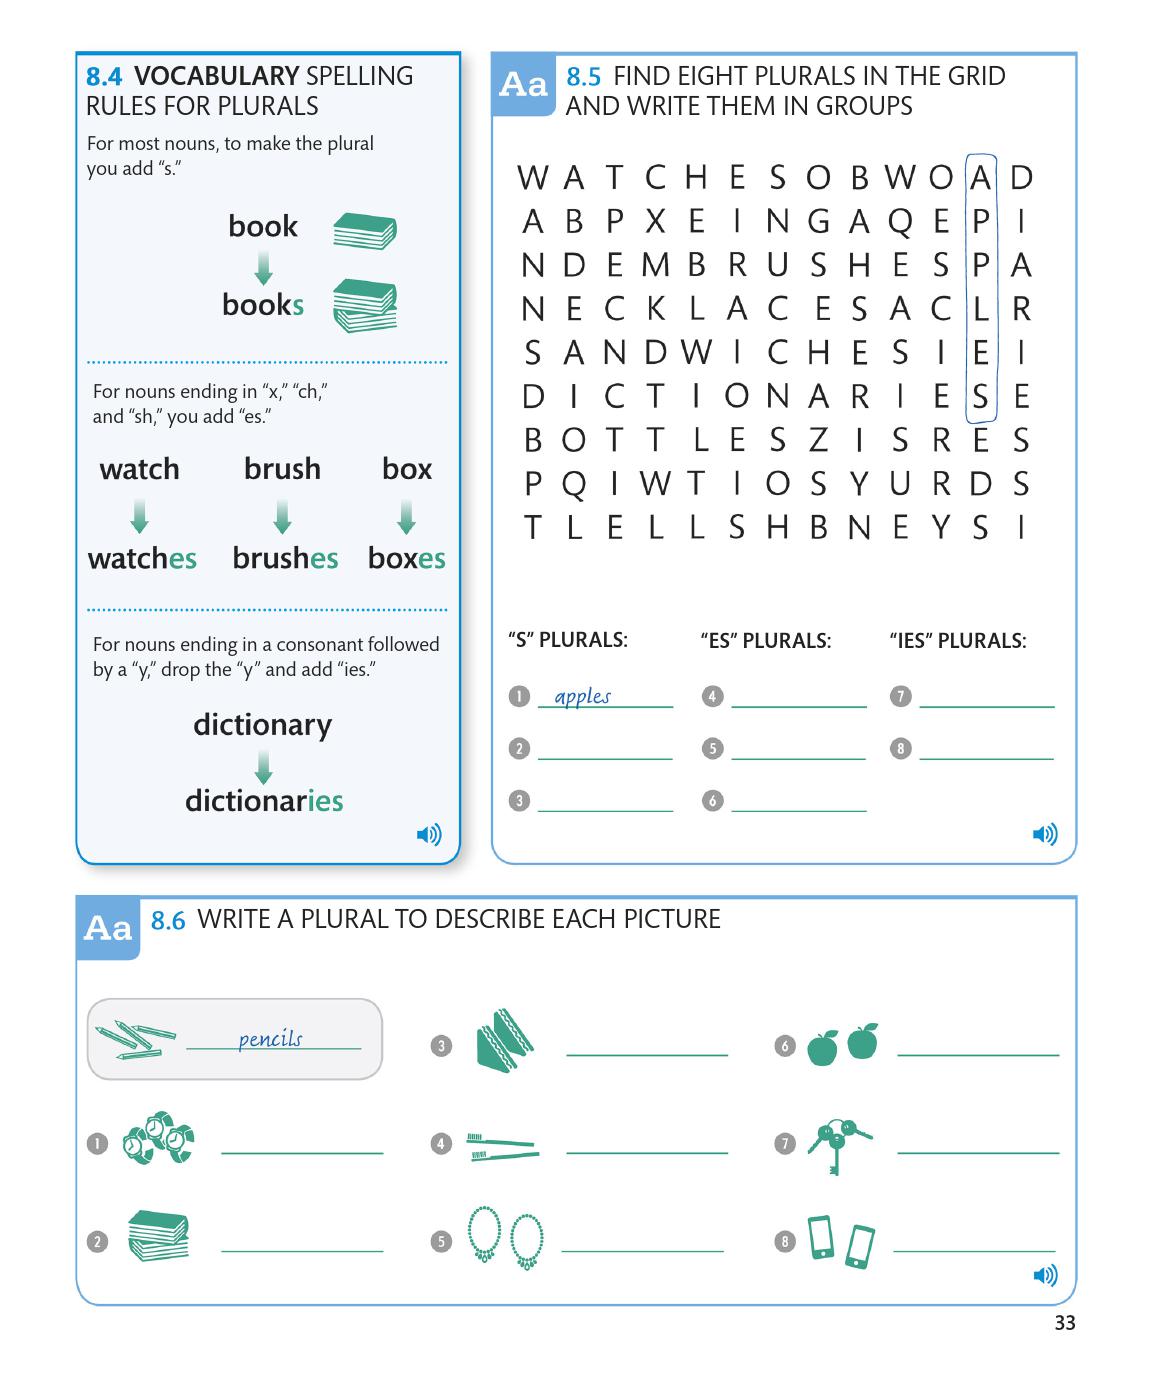 8.4 VOCABULARY SPELLING
RULES FOR PLURALS
For most nouns, to make the plural
you add “s.”
book
books
For nouns ending in “x,” “ch,”
and “sh,” you add “es.”
watch brush box
watches brushes boxes
For nouns ending in a consonant followed
by a “y,” drop the “y” and add “ies.”
dictionary
dictionaries
Aa 8.5 FIND EIGHT PLURALS IN THE GRID
AND WRITE THEM IN GROUPS
W A T C H E S O B W O A D
A B P X E I N G A Q E P I
N D E M B R U S H E S P A
N E C K L A C E S A C L R
S A N D W I C H E S I E I
D I C T I O N A R I E S E
B O T T L E S Z I S R E S
P Q I W T I O S Y U R D S
T L E L L S H B N E Y S I
“S” PLURALS: “ES” PLURALS: “IES” PLURALS:
1 apples 4 7
2 5 8
3 6
Aa 8.6 WRITE A PLURAL TO DESCRIBE EACH PICTURE
pencils 3 6
1 4 7
2 5 8
33